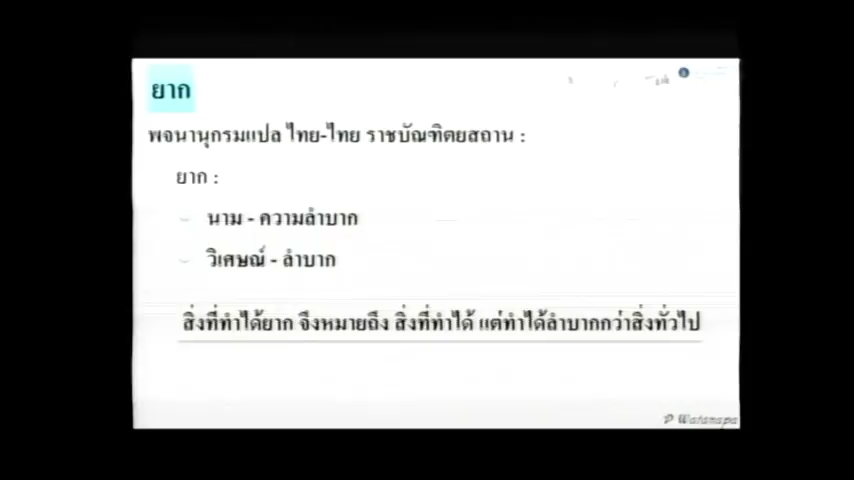 ยาก
พจนานุกรมแปล ไทย-ไทย ราชบัณฑิตยสถาน :
ยาก :
นาม - ความลำบาก
วิเศษณ์ - ลำบาก
สิ่งที่ทำได้ยาก จึงหมายถึง สิ่งที่ทำได้ แต่ทำได้ลำบากกว่าสิ่งทั่วไป
P Watanapa